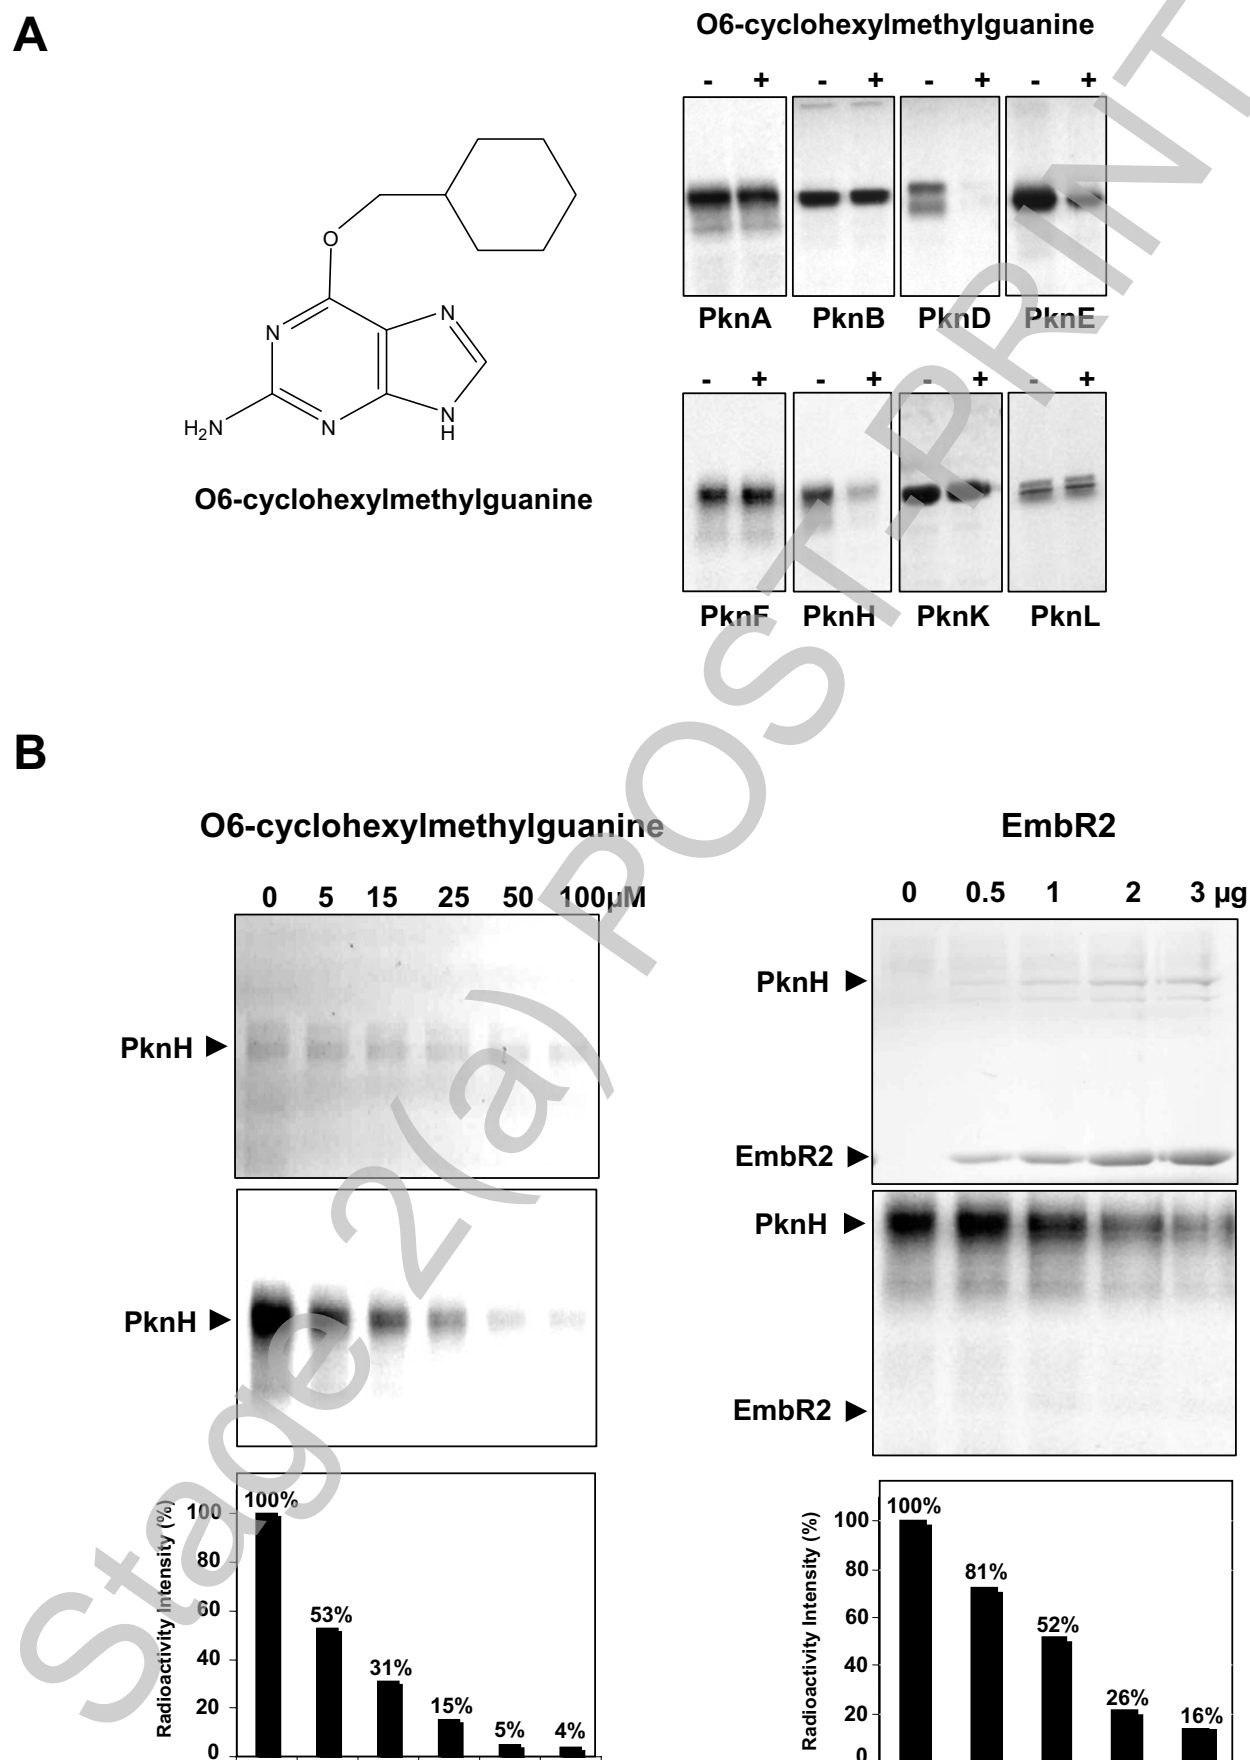 A
O6-cyclohexylmethylguanine
- + - + - + - +
PknA PknB PknD PknE
- + - + - + - +
PknF PknH PknK PknL
O
N
N
N
N
H
H2N
O6-cyclohexylmethylguanine
B
O6-cyclohexylmethylguanine
0 5 15 25 50 100µM
PknH
PknH
Radioactivity Intensity (%)
100
80
60
40
20
0
100%
53%
31%
15%
5%
4%
EmbR2
0 0.5 1 2 3 µg
PknH
EmbR2
PknH
EmbR2
Radioactivity Intensity (%)
100
80
60
40
20
0
100%
81%
52%
26%
16%
Stage 2(a) POST-PRINT